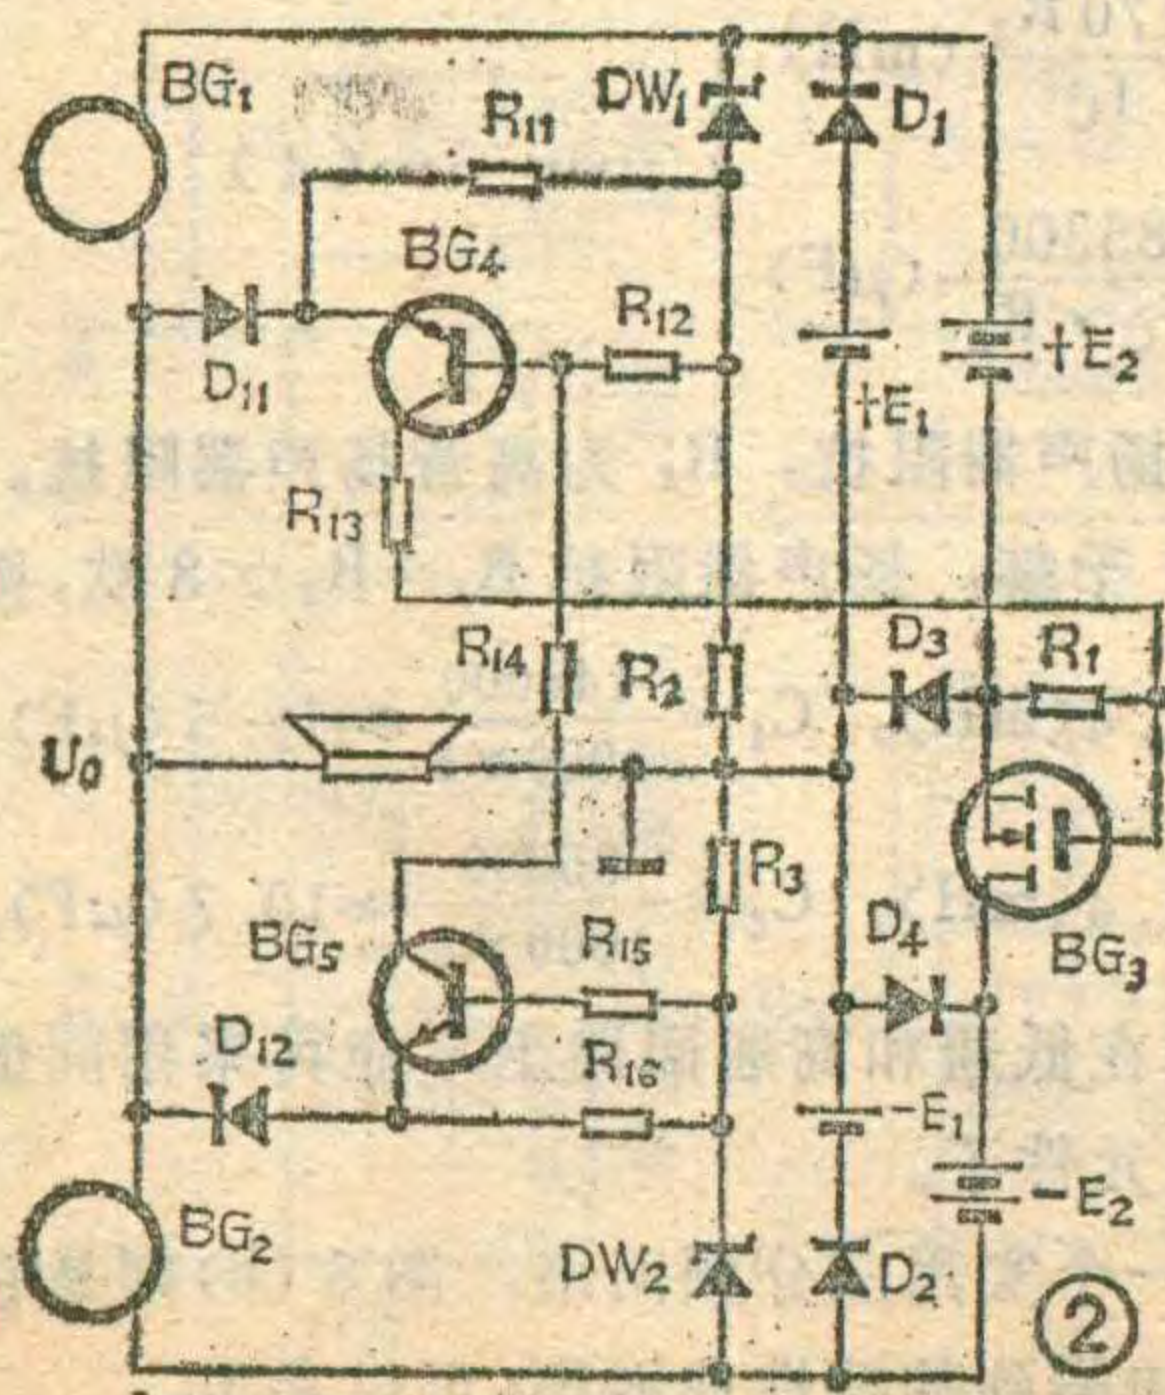 70R
BG₁
R₁₁
DW₁
D₁
BG₄
R₁₂
D₁₁
+E₁
+E₂
R₁₃
R₁₄
R₂
D₃
R₁
U₀
R₃
BG₅
R₁₅
D₄
BG₃
D₁₂
R₁₆
-E₁
-E₂
BG₂
DW₂
D₂
②